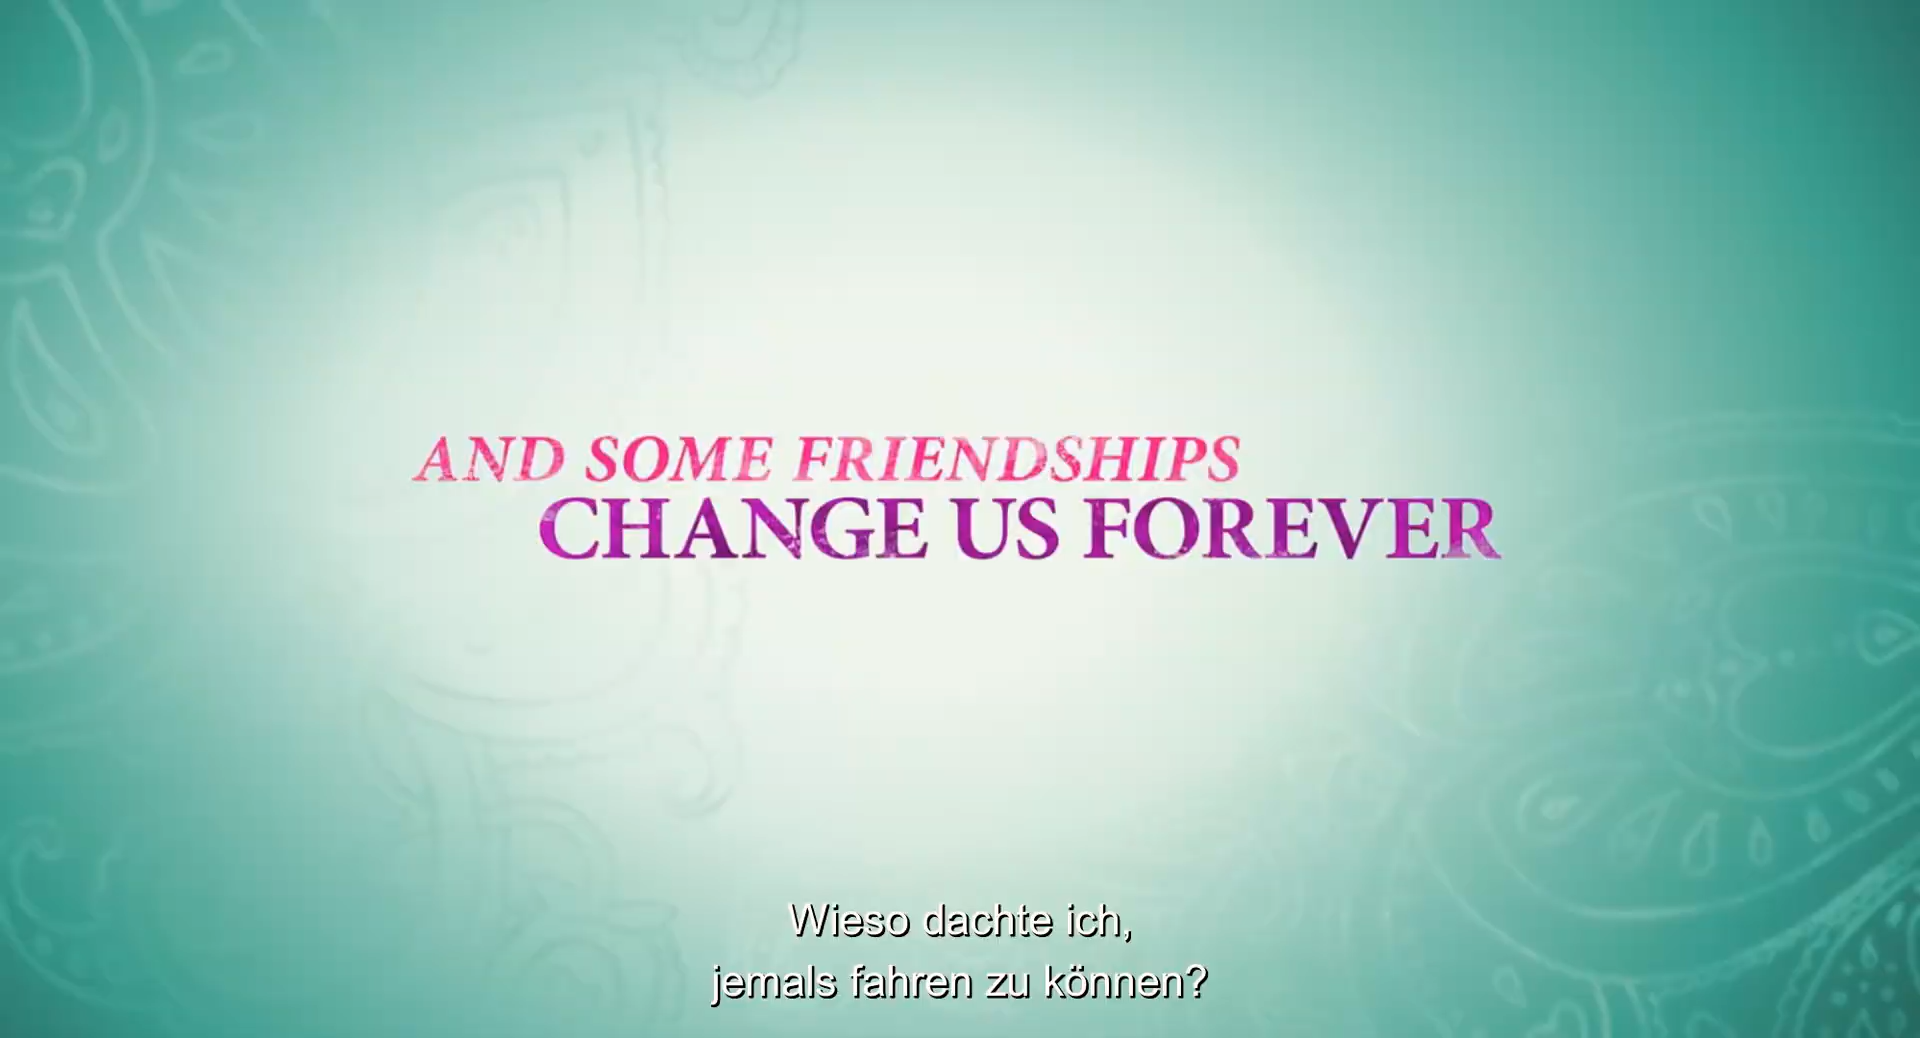 AND SOME FRIENDSHIPS
CHANGE US FOREVER
Wieso dachte ich,
jemals fahren zu können?